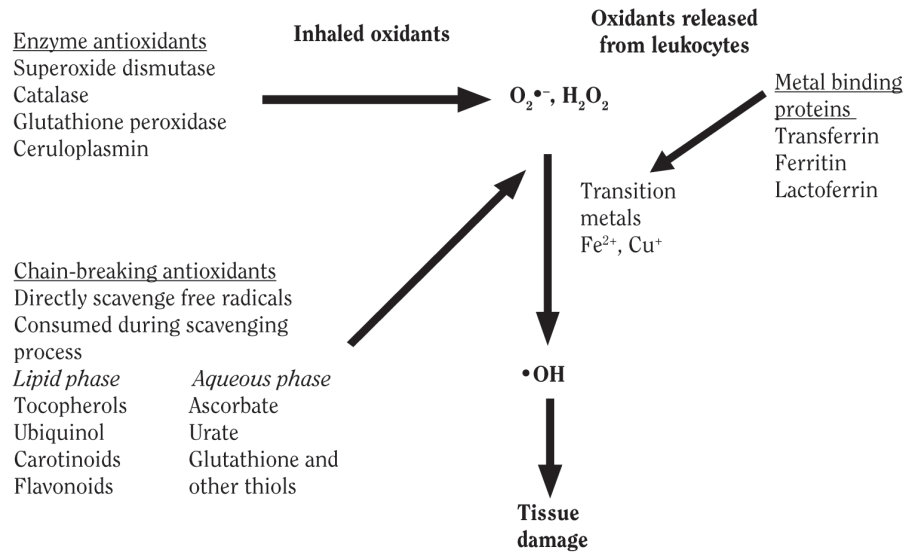 Enzyme antioxidants
Superoxide dismutase
Catalase
Glutathione peroxidase
Ceruloplasmin
Inhaled oxidants
Oxidants released
from leukocytes
O₂•⁻, H₂O₂
Metal binding
proteins
Transferrin
Ferritin
Lactoferrin
Transition
metals
Fe²⁺, Cu⁺
Chain-breaking antioxidants
Directly scavenge free radicals
Consumed during scavenging
process
Lipid phase
Tocopherols
Ubiquinol
Carotinoids
Flavonoids
Aqueous phase
Ascorbate
Urate
Glutathione and
other thiols
•OH
Tissue
damage